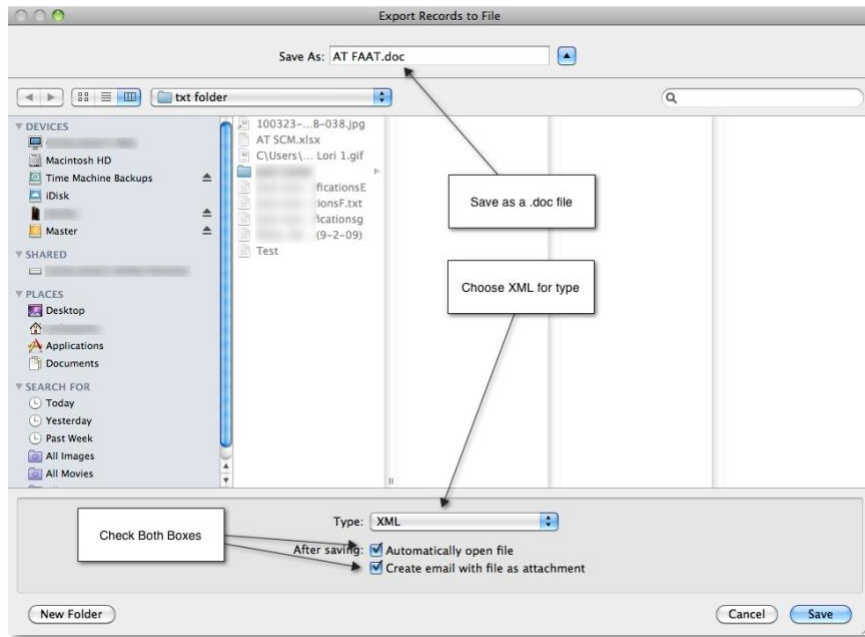 Export Records to File
Save As: AT FAAT.doc
txt folder
DEVICES
Macintosh HD
Time Machine Backups
iDisk
Master
SHARED
PLACES
Desktop
Applications
Documents
SEARCH FOR
Today
Yesterday
Past Week
All Images
All Movies
100323-...8-038.jpg
AT SCM.xlsx
C\Users\... Lori 1.gif
ficationsE
ionsF.txt
ficationsg
(9-2-09)
Test
Save as a .doc file
Choose XML for type
Check Both Boxes
Type: XML
After saving: Automatically open file
Create email with file as attachment
New Folder
Cancel
Save